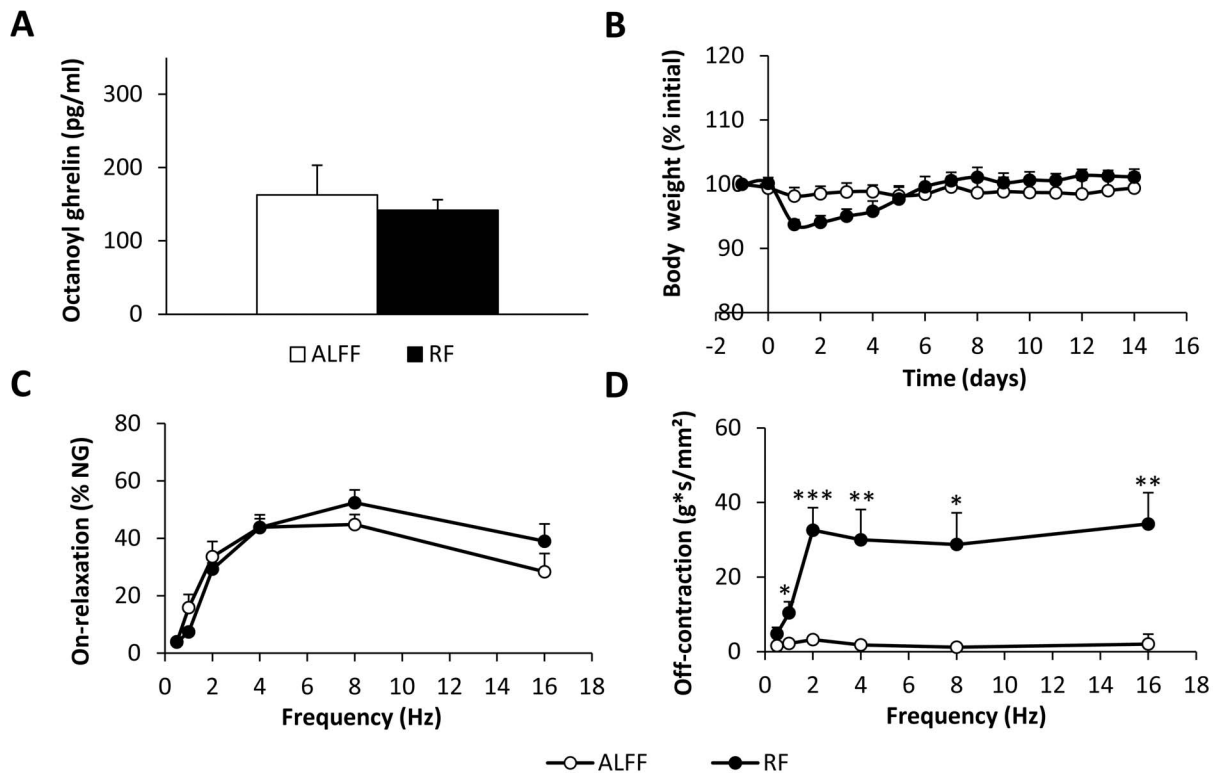 A
Octanoyl ghrelin (pg/ml)
300
200
100
0
ALFF RF
B
Body weight (% initial)
120
110
100
90
80
-2 0 2 4 6 8 10 12 14 16
Time (days)
C
On-relaxation (% NG)
80
60
40
20
0
0 2 4 6 8 10 12 14 16 18
Frequency (Hz)
D
Off-contraction (g*s/mm²)
60
40
20
0
* *** ** * **
0 2 4 6 8 10 12 14 16 18
Frequency (Hz)
ALFF RF